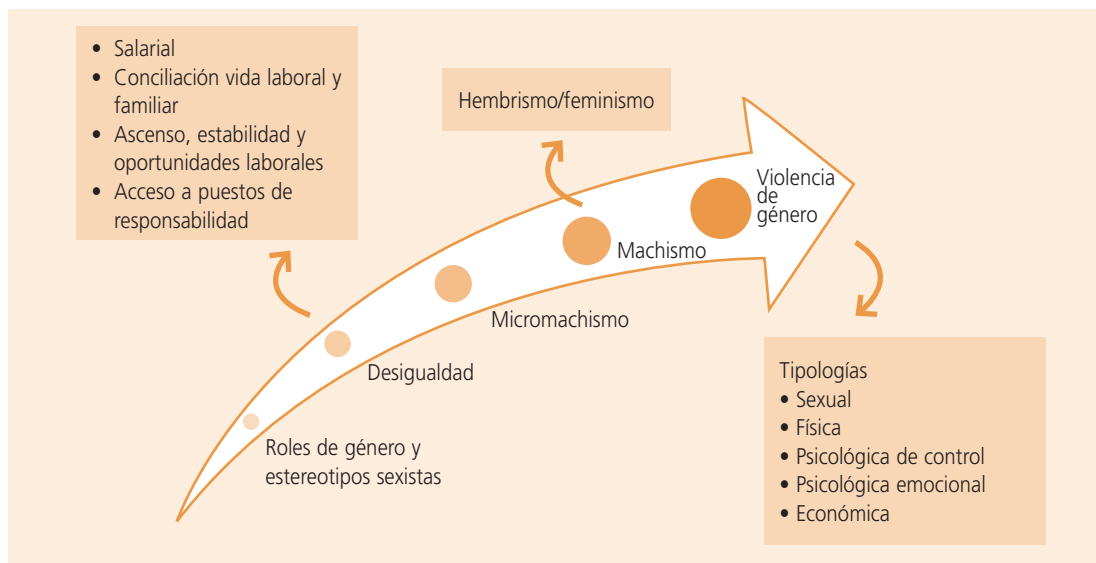 • Salarial
• Conciliación vida laboral y
familiar
• Ascenso, estabilidad y
oportunidades laborales
• Acceso a puestos de
responsabilidad
Hembrismo/feminismo
Violencia
de
género
Machismo
Micromachismo
Desigualdad
Roles de género y
estereotipos sexistas
Tipologías
• Sexual
• Física
• Psicológica de control
• Psicológica emocional
• Económica